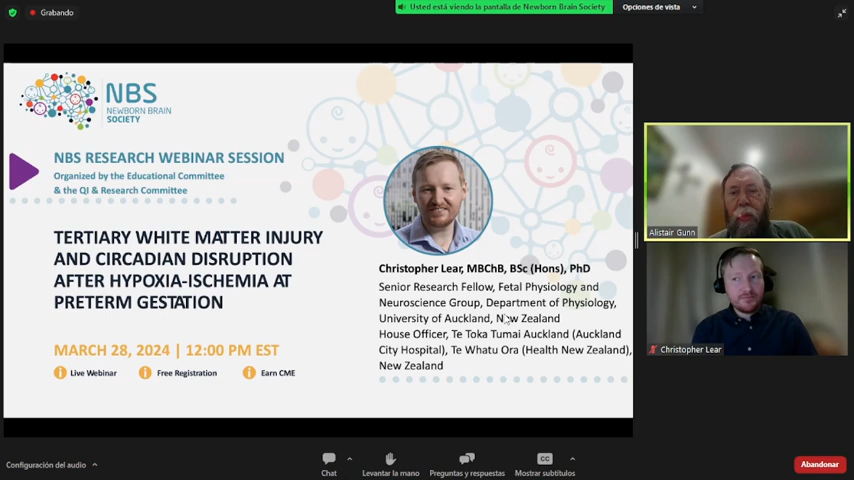 Grabando
Usted está viendo la pantalla de Newborn Brain Society
Opciones de vista
NBS
NEWBORN BRAIN
SOCIETY
NBS RESEARCH WEBINAR SESSION
Organized by the Educational Committee
& the QI & Research Committee
TERTIARY WHITE MATTER INJURY
AND CIRCADIAN DISRUPTION
AFTER HYPOXIA-ISCHEMIA AT
PRETERM GESTATION
MARCH 28, 2024 | 12:00 PM EST
Live Webinar
Free Registration
Earn CME
Christopher Lear, MBChB, BSc (Hons), PhD
Senior Research Fellow, Fetal Physiology and
Neuroscience Group, Department of Physiology,
University of Auckland, New Zealand
House Officer, Te Toka Tumai Auckland (Auckland
City Hospital), Te Whatu Ora (Health New Zealand),
New Zealand
Alistair Gunn
Christopher Lear
Configuración del audio
Chat
Levantar la mano
Preguntas y respuestas
CC
Mostrar subtítulos
Abandonar